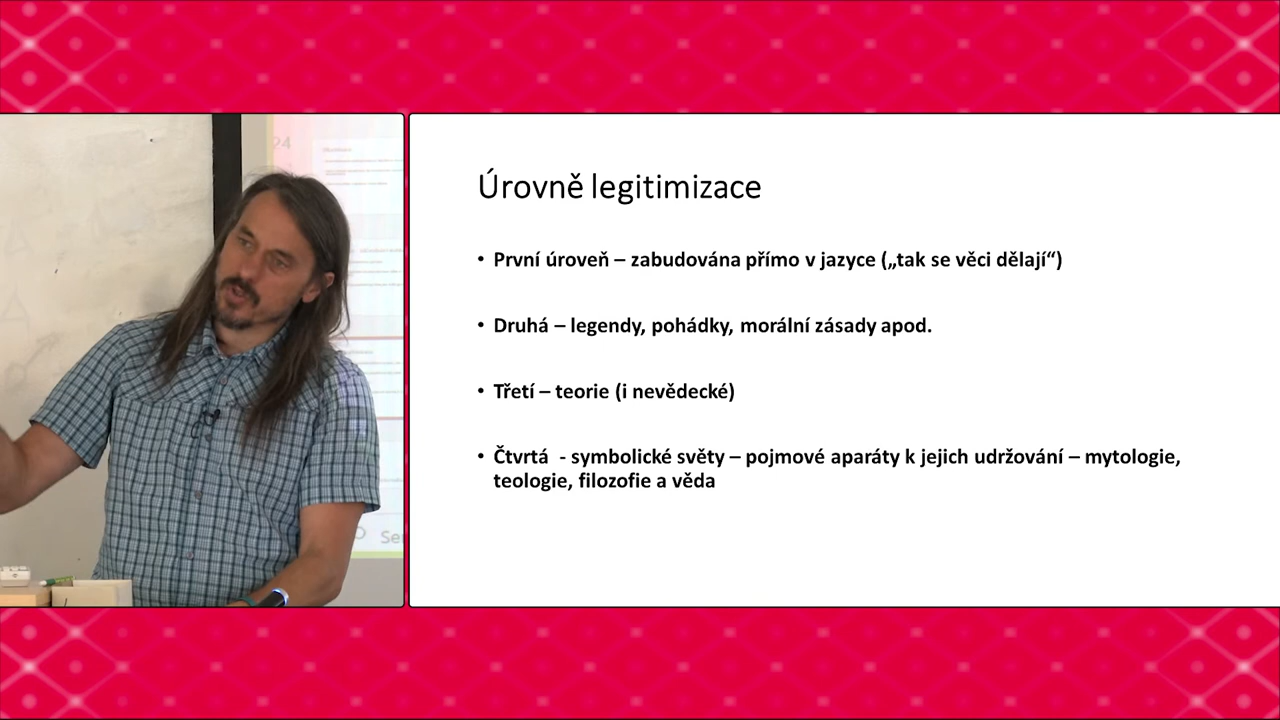 Úrovně legitimizace
• První úroveň – zabudována přímo v jazyce („tak se věci dělají“)
• Druhá – legendy, pohádky, morální zásady apod.
• Třetí – teorie (i nevědecké)
• Čtvrtá - symbolické světy – pojmové aparáty k jejich udržování – mytologie,
teologie, filozofie a věda